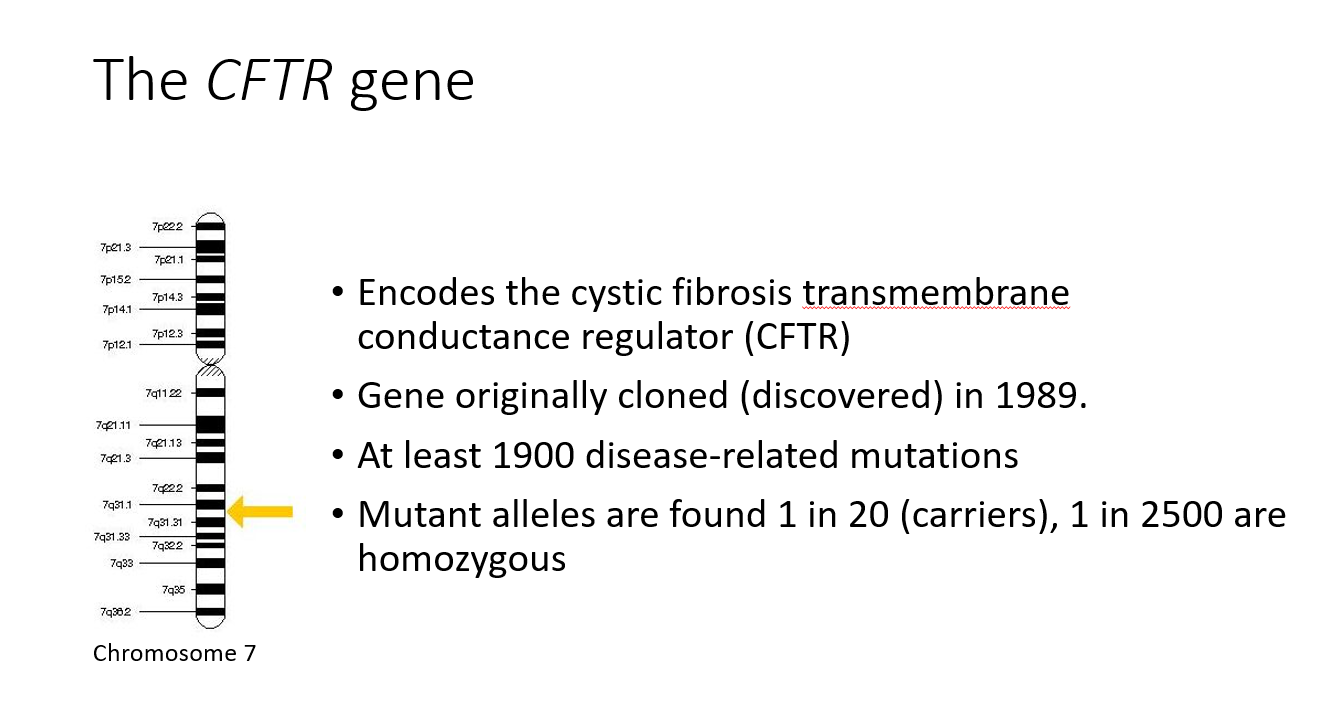 The CFTR gene
7p22.2
7p21.3
7p21.1
7p15.2
7p14.3
7p14.1
7p12.3
7p12.1
7q11.22
7q21.11
7q21.13
7q21.3
7q22.2
7q31.1
7q31.31
7q31.33
7q32.2
7q33
7q35
7q36.2
Chromosome 7
• Encodes the cystic fibrosis transmembrane
conductance regulator (CFTR)
• Gene originally cloned (discovered) in 1989.
• At least 1900 disease-related mutations
• Mutant alleles are found 1 in 20 (carriers), 1 in 2500 are
homozygous